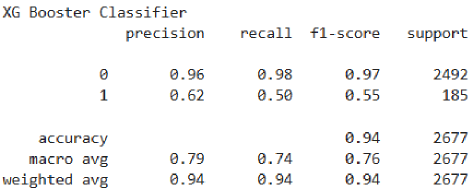 XG Booster Classifier
precision recall f1-score support
0 0.96 0.98 0.97 2492
1 0.62 0.50 0.55 185
accuracy 0.94 2677
macro avg 0.79 0.74 0.76 2677
weighted avg 0.94 0.94 0.94 2677